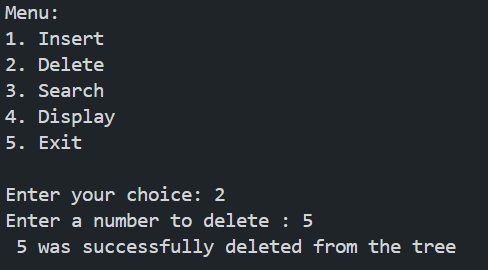 Menu:
1. Insert
2. Delete
3. Search
4. Display
5. Exit
Enter your choice: 2
Enter a number to delete : 5
5 was successfully deleted from the tree